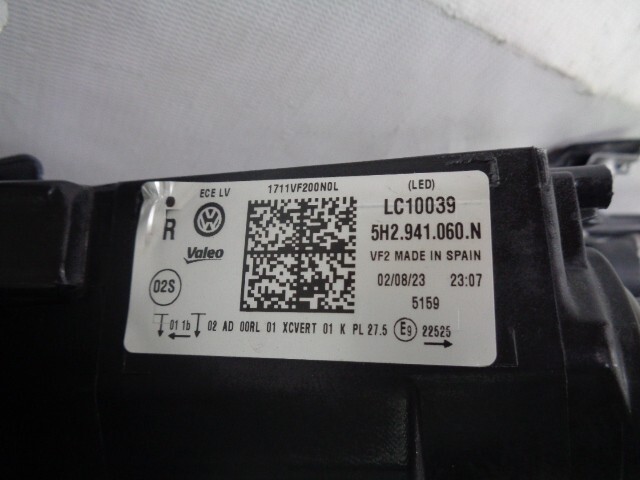 ECE LV 1711VF200N0L (LED)
R LC10039
5H2.941.060.N
Valeo VF2 MADE IN SPAIN
02/08/23 23:07
02S 5159
01 1b 02 AD 00RL 01 XCVERT 01 K PL 27.5 E9 22525